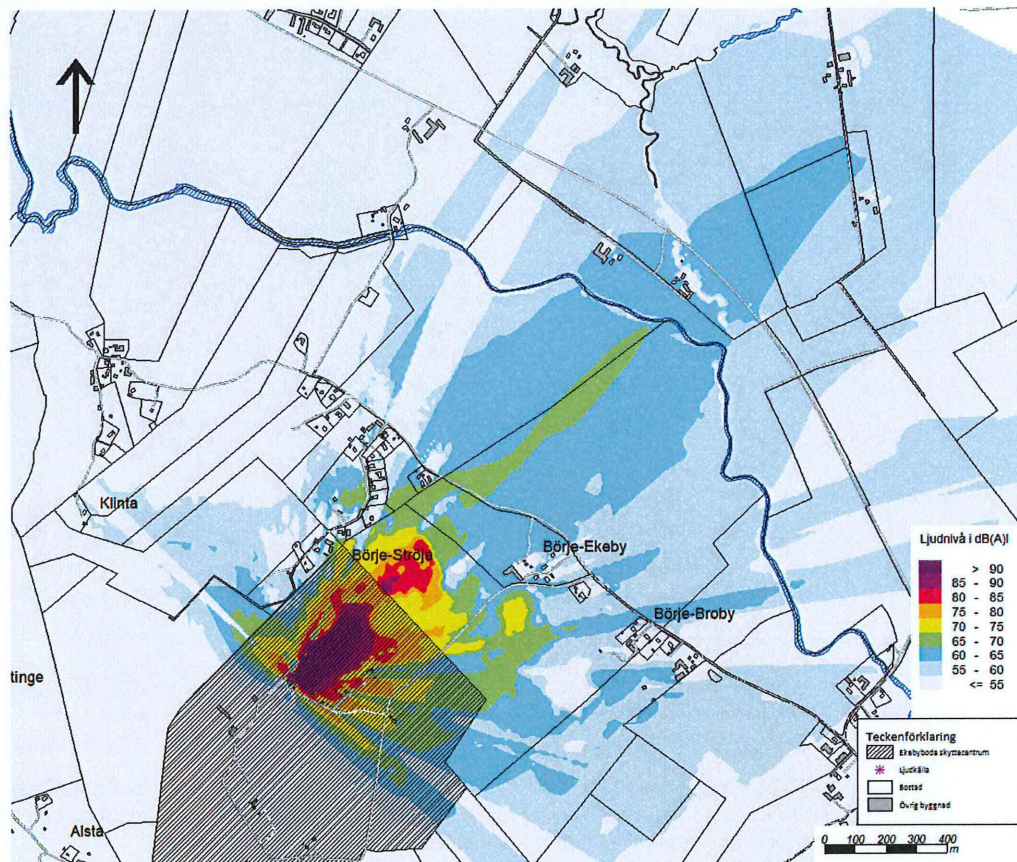 Klinta
Börje-Ströja
Börje-Ekeby
Börje-Broby
tinge
Alsta
Ljudnivå i dB(A)I
> 90
85 - 90
80 - 85
75 - 80
70 - 75
65 - 70
60 - 65
55 - 60
<= 55
Teckenförklaring
Ekebyboda skyttecentrum
Ljudkälla
Bostad
Övrig byggnad
0 100 200 300 400
m